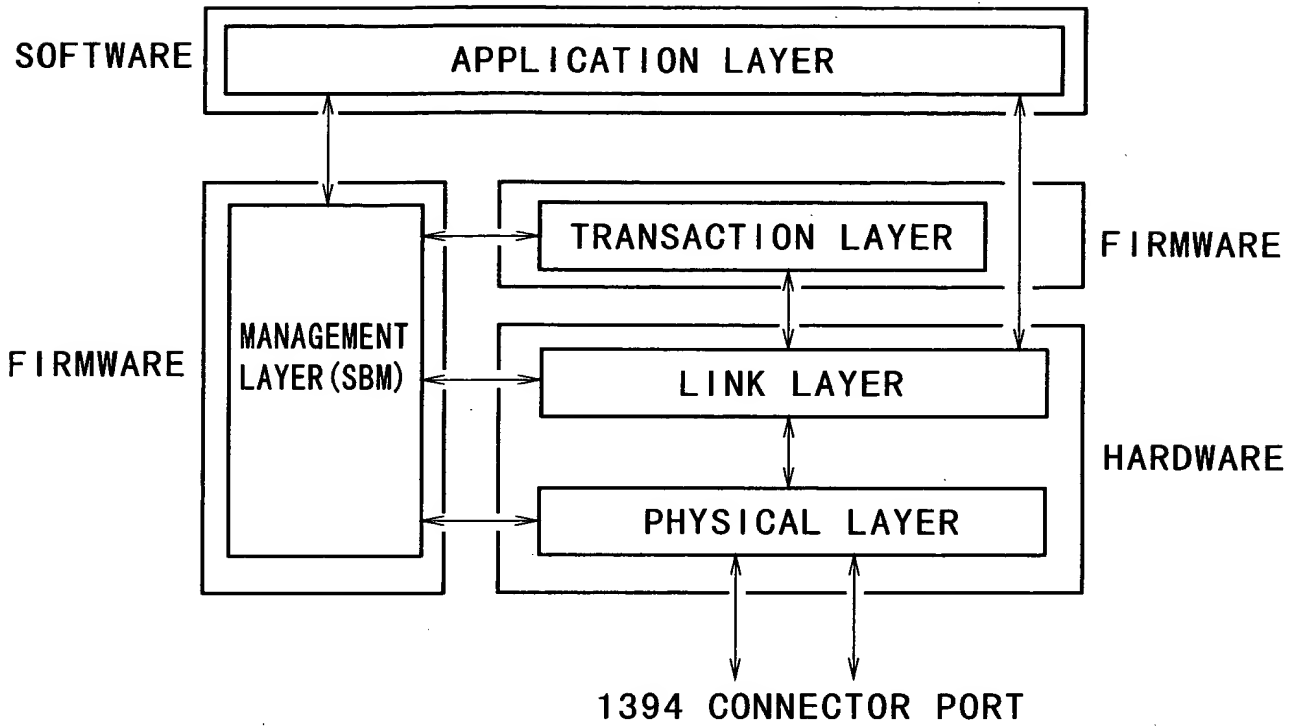 SOFTWARE
APPLICATION LAYER
TRANSACTION LAYER
FIRMWARE
MANAGEMENT
LAYER(SBM)
FIRMWARE
LINK LAYER
HARDWARE
PHYSICAL LAYER
1394 CONNECTOR PORT